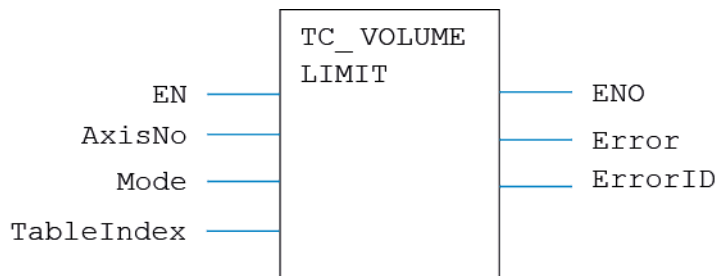 TC_VOLUME
LIMIT
EN
ENO
AxisNo
Error
Mode
ErrorID
TableIndex